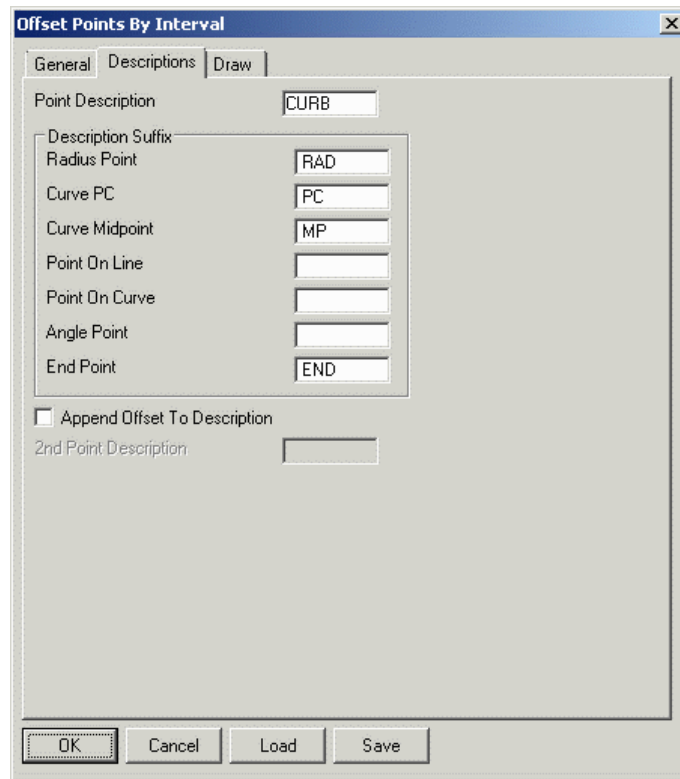 Offset Points By Interval
General Descriptions Draw
Point Description CURB
Description Suffix
Radius Point RAD
Curve PC PC
Curve Midpoint MP
Point On Line
Point On Curve
Angle Point
End Point END
Append Offset To Description
2nd Point Description
OK Cancel Load Save